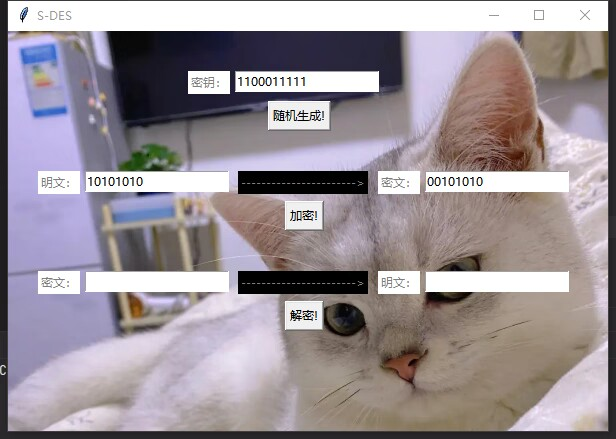 S-DES
密钥: 1100011111
随机生成!
明文: 10101010 --------------------> 密文: 00101010
加密!
密文: --------------------> 明文:
解密!
C